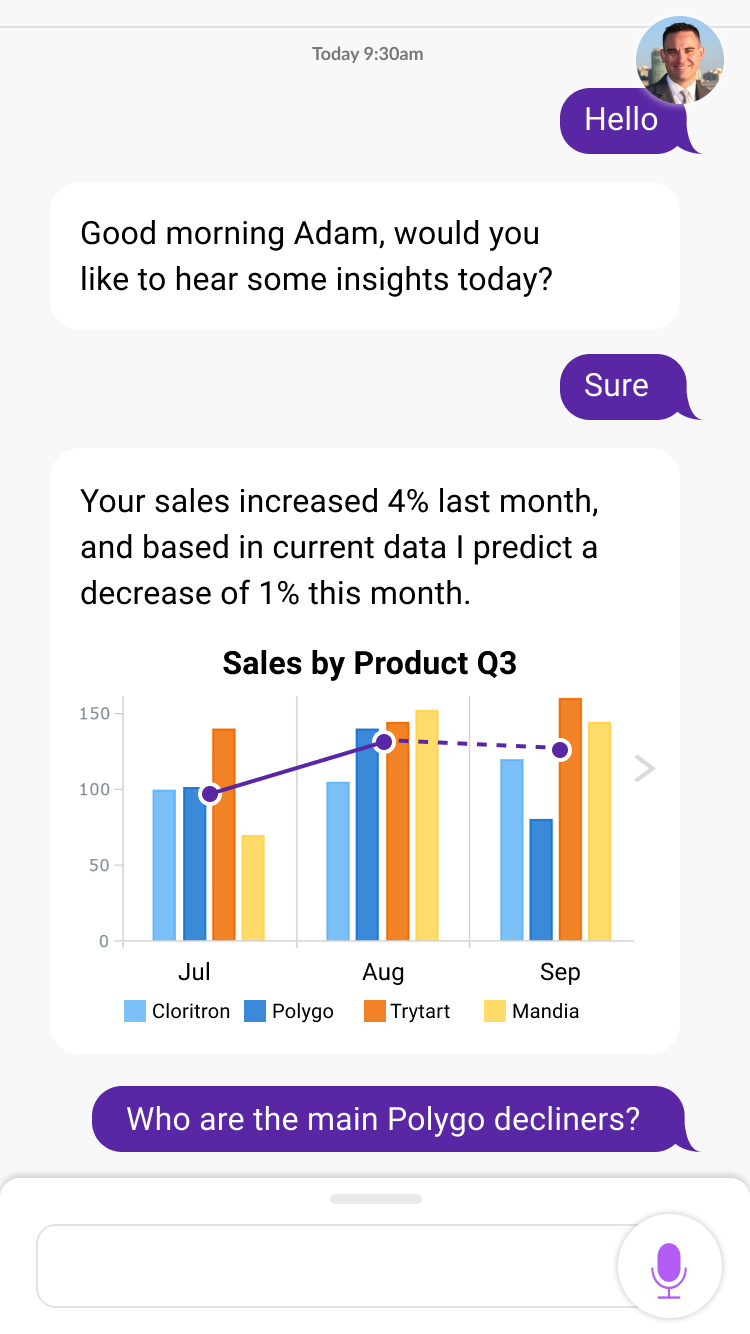 Today 9:30am
Hello
Good morning Adam, would you
like to hear some insights today?
Sure
Your sales increased 4% last month,
and based in current data I predict a
decrease of 1% this month.
Sales by Product Q3
150
100
50
0
Jul Aug Sep
Cloritron Polygo Trytart Mandia
Who are the main Polygo decliners?